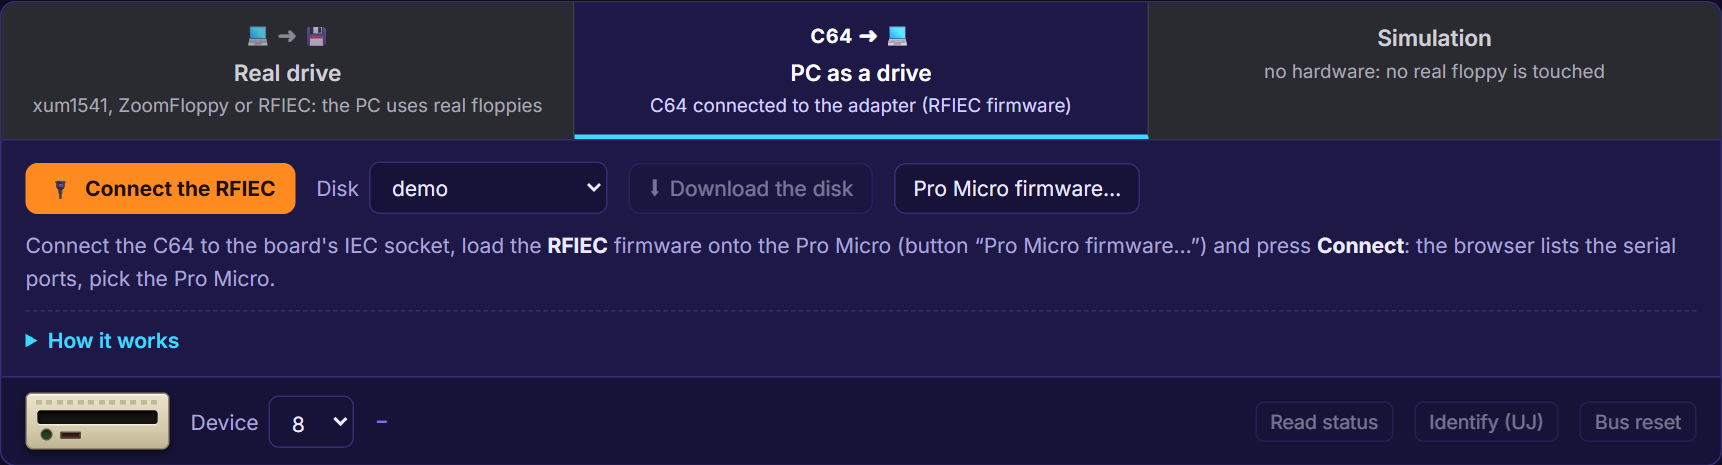 Real drive
xum1541, ZoomFloppy or RFIEC: the PC uses real floppies
C64 ➜
PC as a drive
C64 connected to the adapter (RFIEC firmware)
Simulation
no hardware: no real floppy is touched
Connect the RFIEC
Disk
demo
⬇ Download the disk
Pro Micro firmware...
Connect the C64 to the board's IEC socket, load the RFIEC firmware onto the Pro Micro (button “Pro Micro firmware...”) and press Connect: the browser lists the serial
ports, pick the Pro Micro.
How it works
Device
8
–
Read status
Identify (UJ)
Bus reset